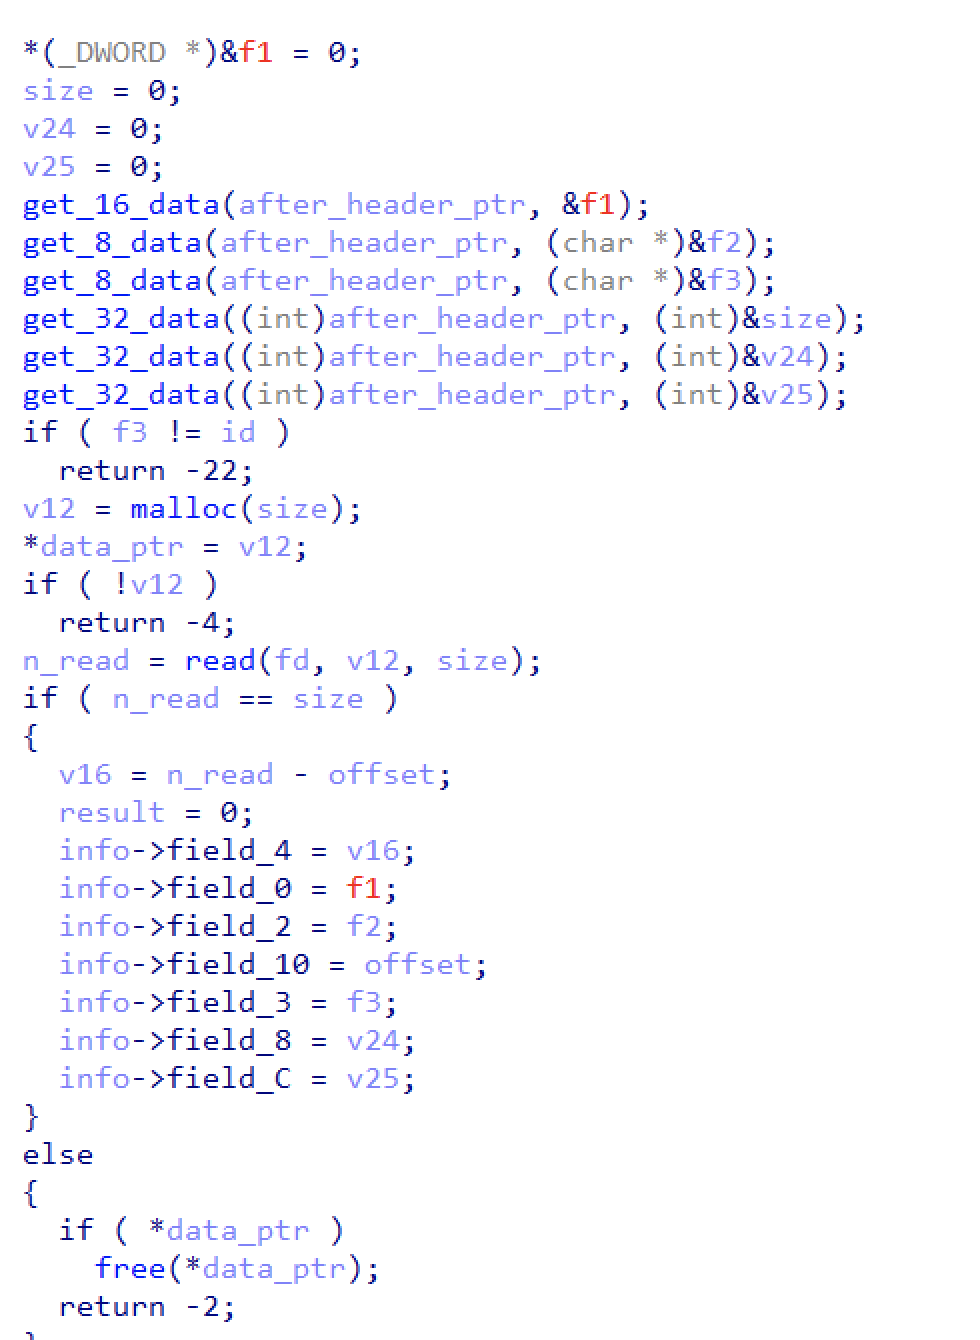 *(_DWORD *)&f1 = 0;
size = 0;
v24 = 0;
v25 = 0;
get_16_data(after_header_ptr, &f1);
get_8_data(after_header_ptr, (char *)&f2);
get_8_data(after_header_ptr, (char *)&f3);
get_32_data((int)after_header_ptr, (int)&size);
get_32_data((int)after_header_ptr, (int)&v24);
get_32_data((int)after_header_ptr, (int)&v25);
if ( f3 != id )
  return -22;
v12 = malloc(size);
*data_ptr = v12;
if ( !v12 )
  return -4;
n_read = read(fd, v12, size);
if ( n_read == size )
{
  v16 = n_read - offset;
  result = 0;
  info->field_4 = v16;
  info->field_0 = f1;
  info->field_2 = f2;
  info->field_10 = offset;
  info->field_3 = f3;
  info->field_8 = v24;
  info->field_C = v25;
}
else
{
  if ( *data_ptr )
    free(*data_ptr);
  return -2;
}